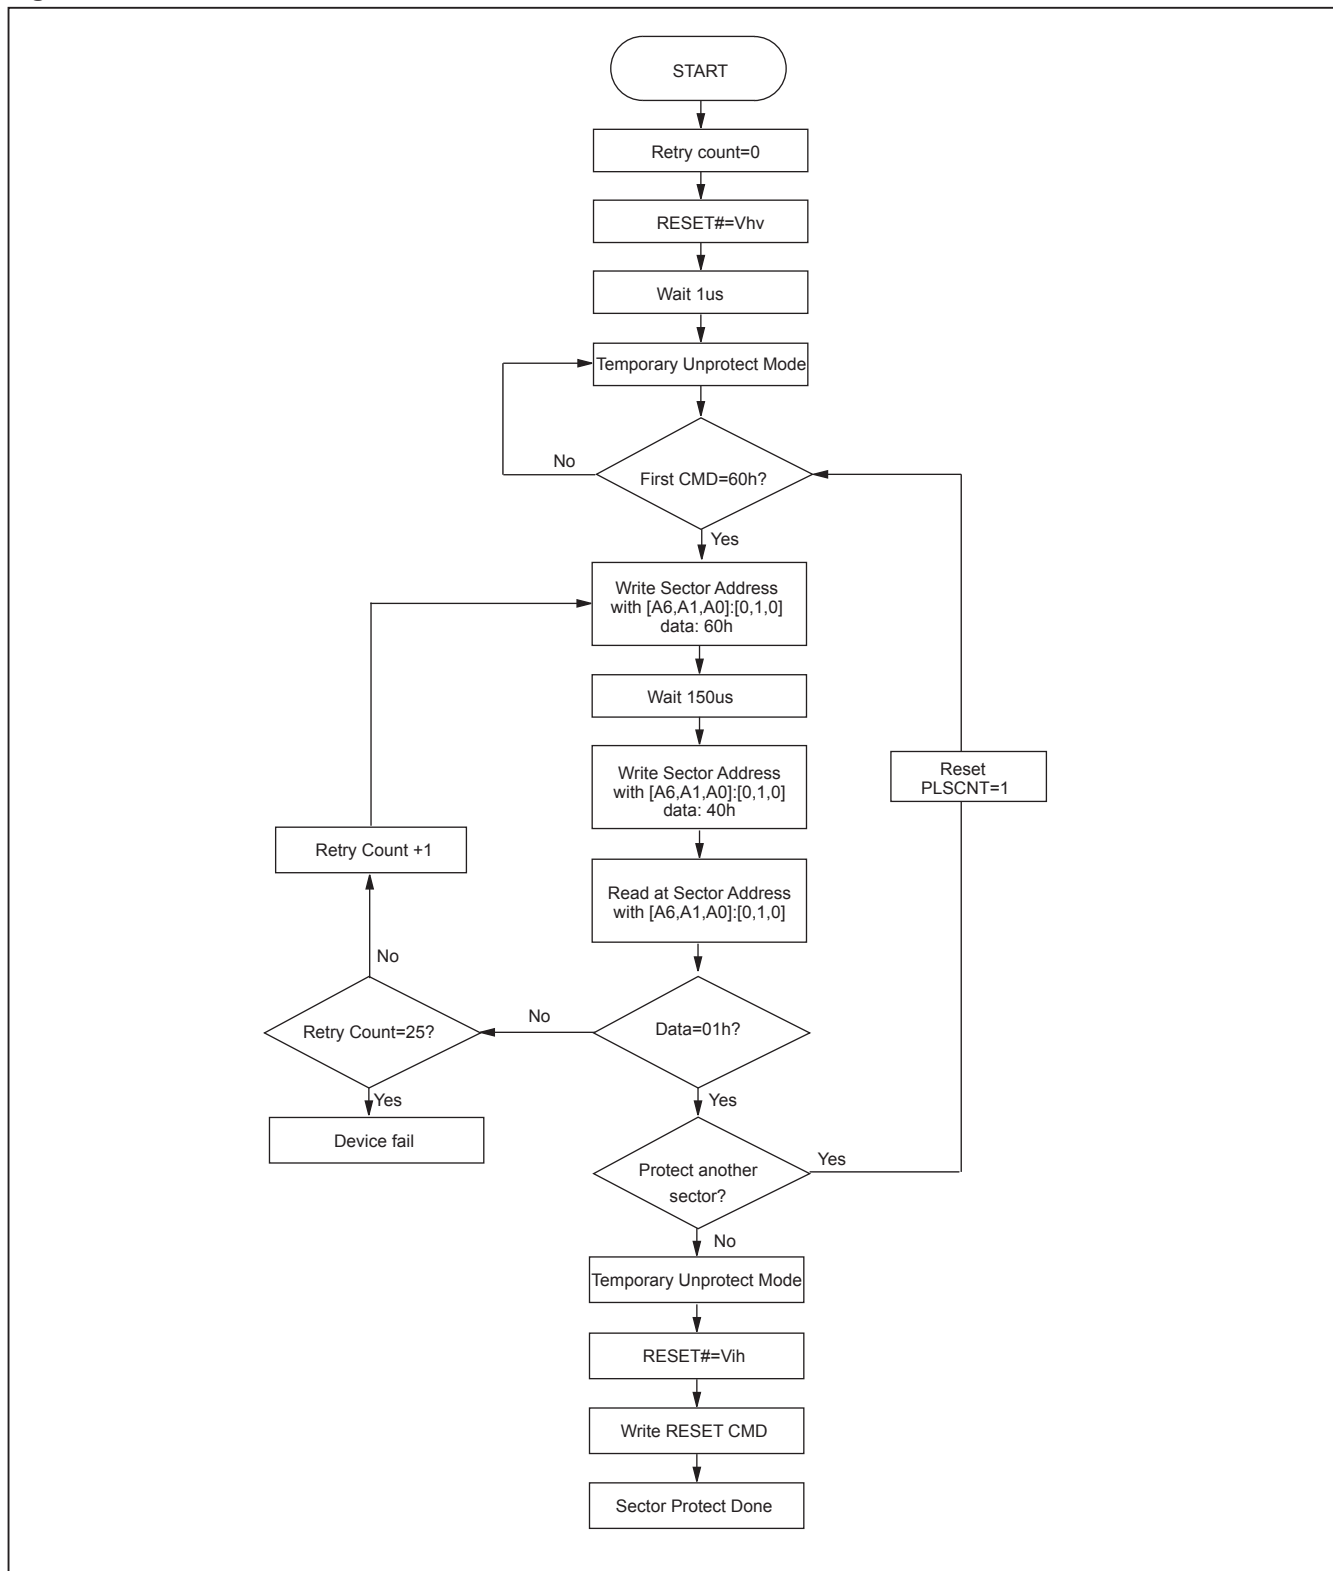 START
Retry count=0
RESET#=Vhv
Wait 1us
Temporary Unprotect Mode
No
First CMD=60h?
Yes
Write Sector Address
with [A6,A1,A0]:[0,1,0]
data: 60h
Wait 150us
Write Sector Address
with [A6,A1,A0]:[0,1,0]
data: 40h
Reset
PLSCNT=1
Retry Count +1
Read at Sector Address
with [A6,A1,A0]:[0,1,0]
No
Retry Count=25?
No
Data=01h?
Yes
Yes
Device fail
Protect another
sector?
Yes
No
Temporary Unprotect Mode
RESET#=Vih
Write RESET CMD
Sector Protect Done